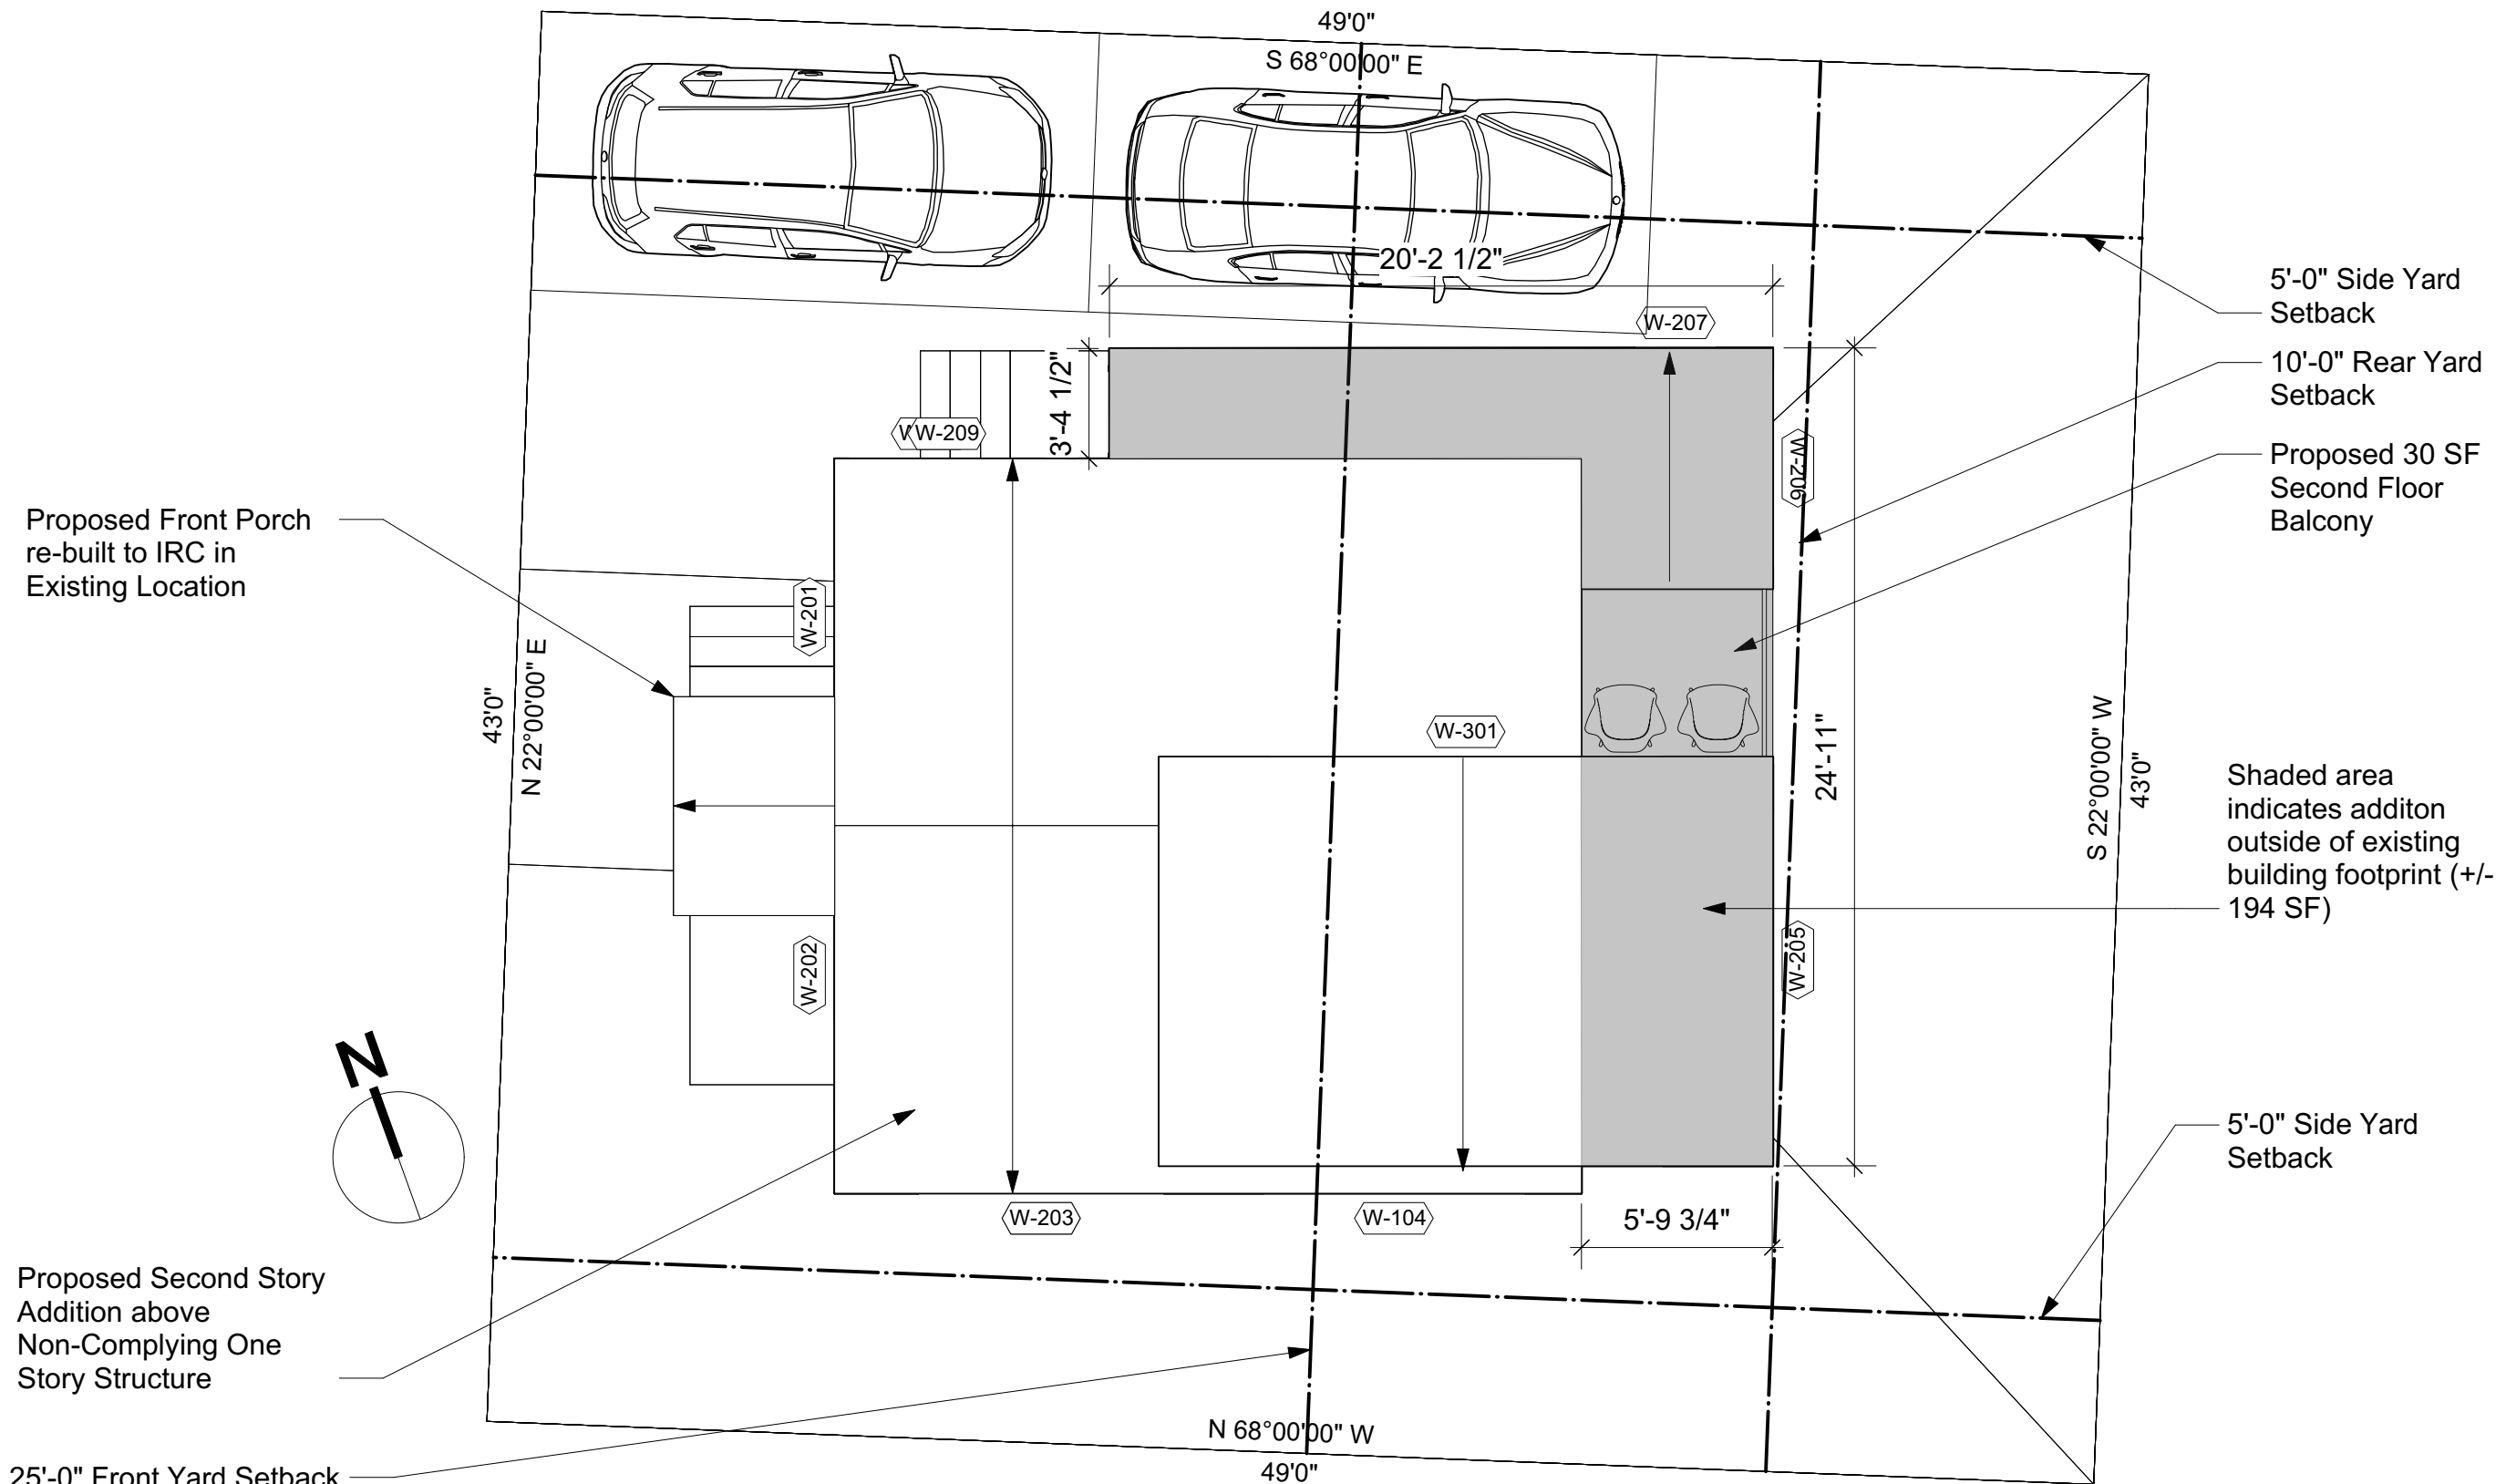 49'0"
S 68°00'00" E
20'-2 1/2"
5'-0" Side Yard
Setback
W-207
10'-0" Rear Yard
Setback
3'-4 1/2"
W-209
W-206
Proposed 30 SF
Second Floor
Balcony
Proposed Front Porch
re-built to IRC in
Existing Location
W-201
43'0"
N 22°00'00" E
W-301
24'-11"
S 22°00'00" W
43'0"
Shaded area
indicates additon
outside of existing
building footprint (+/-
194 SF)
W-202
W-205
N
5'-0" Side Yard
Setback
W-203
W-104
5'-9 3/4"
Proposed Second Story
Addition above
Non-Complying One
Story Structure
N 68°00'00" W
49'0"
25'-0" Front Yard Setback